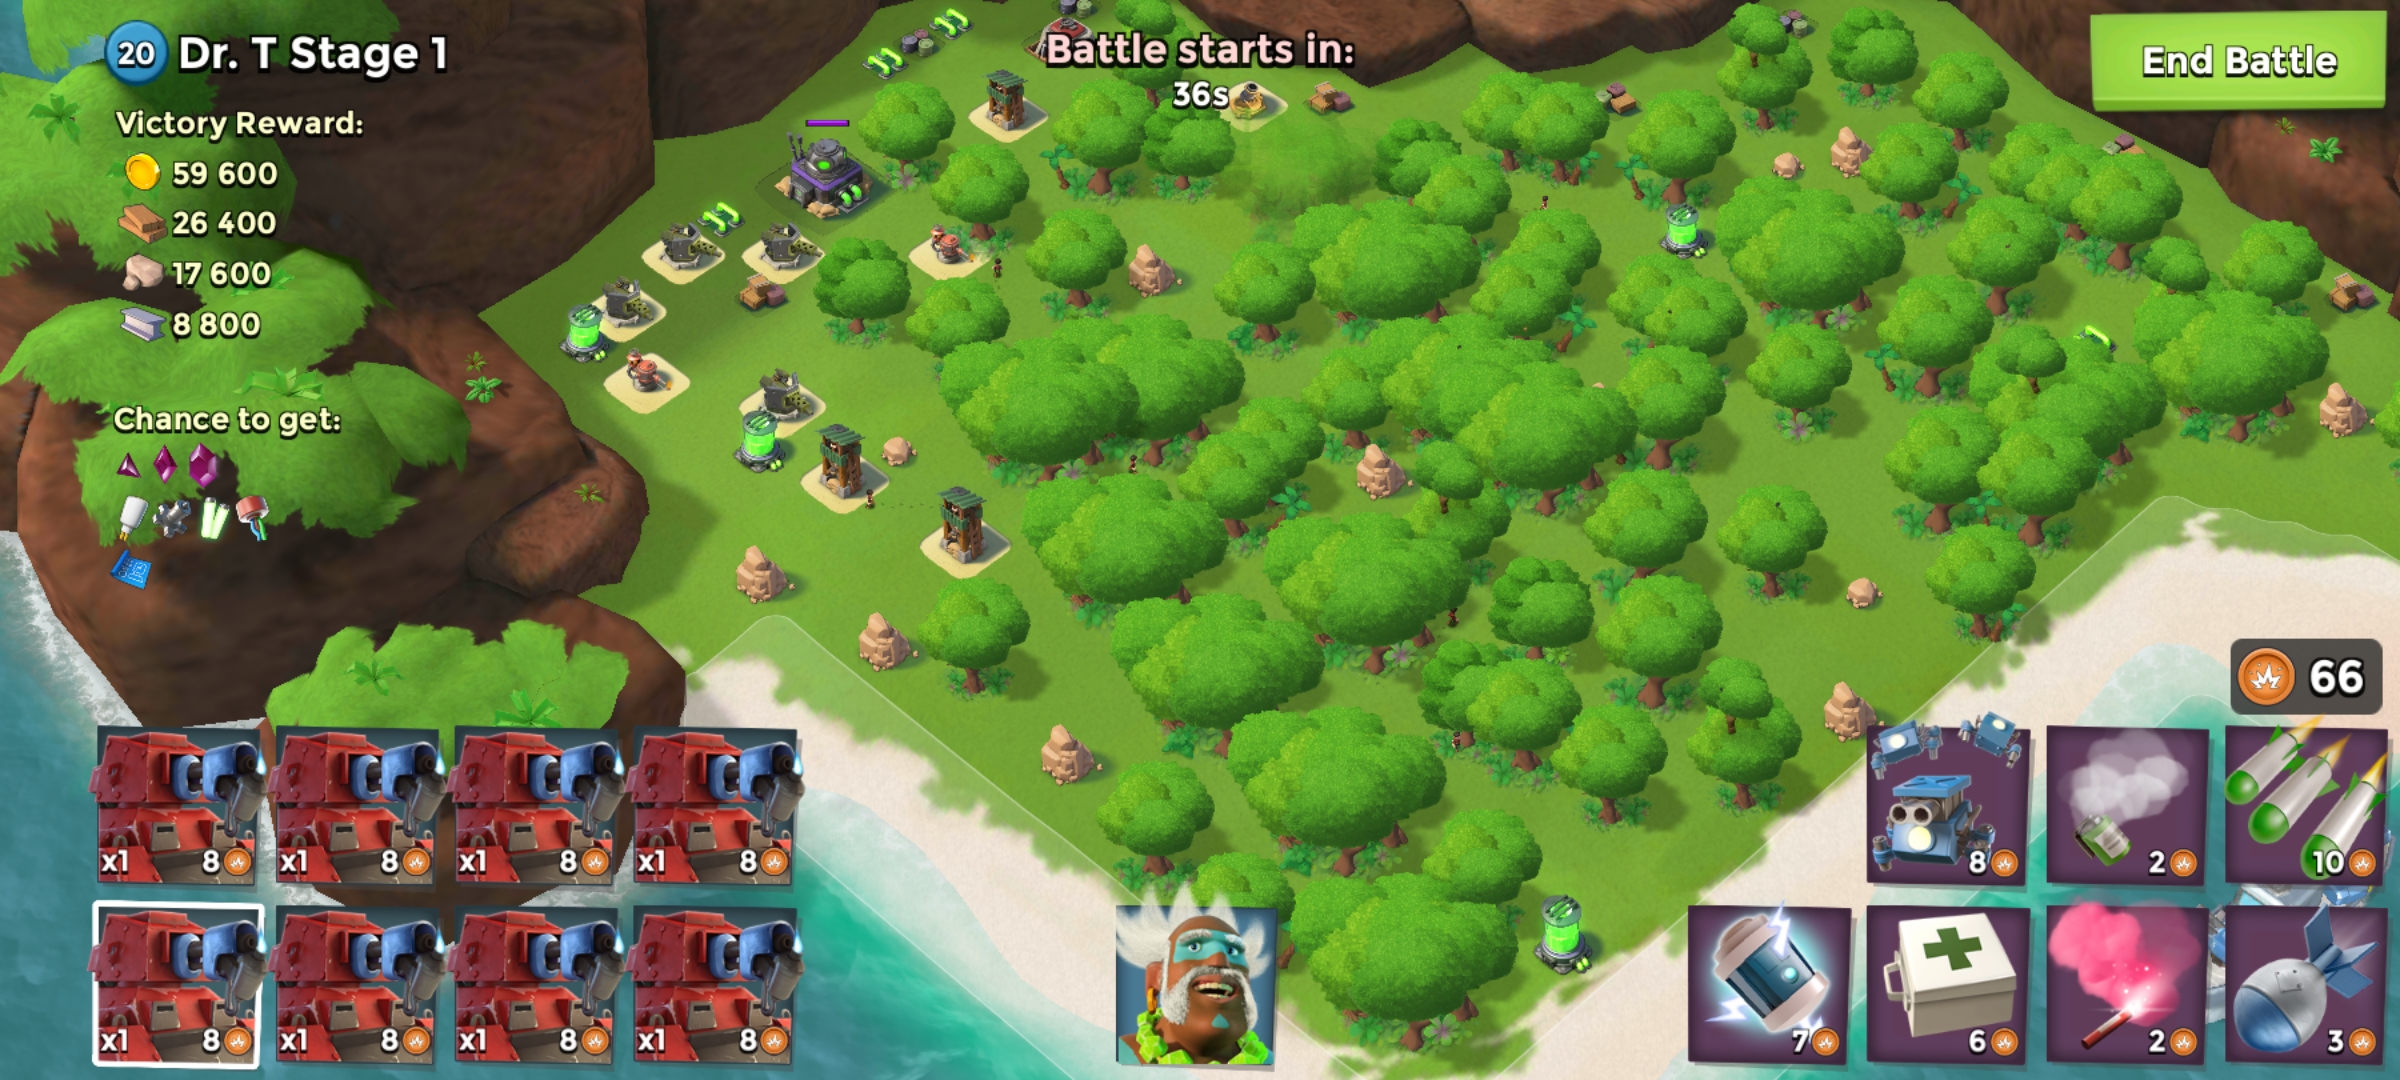 20 Dr. T Stage 1
Battle starts in:
36s
End Battle
Victory Reward:
59 600
26 400
17 600
8 800
Chance to get:
66
x1 8
x1 8
x1 8
x1 8
8
2
10
x1 8
x1 8
x1 8
x1 8
7
6
2
3